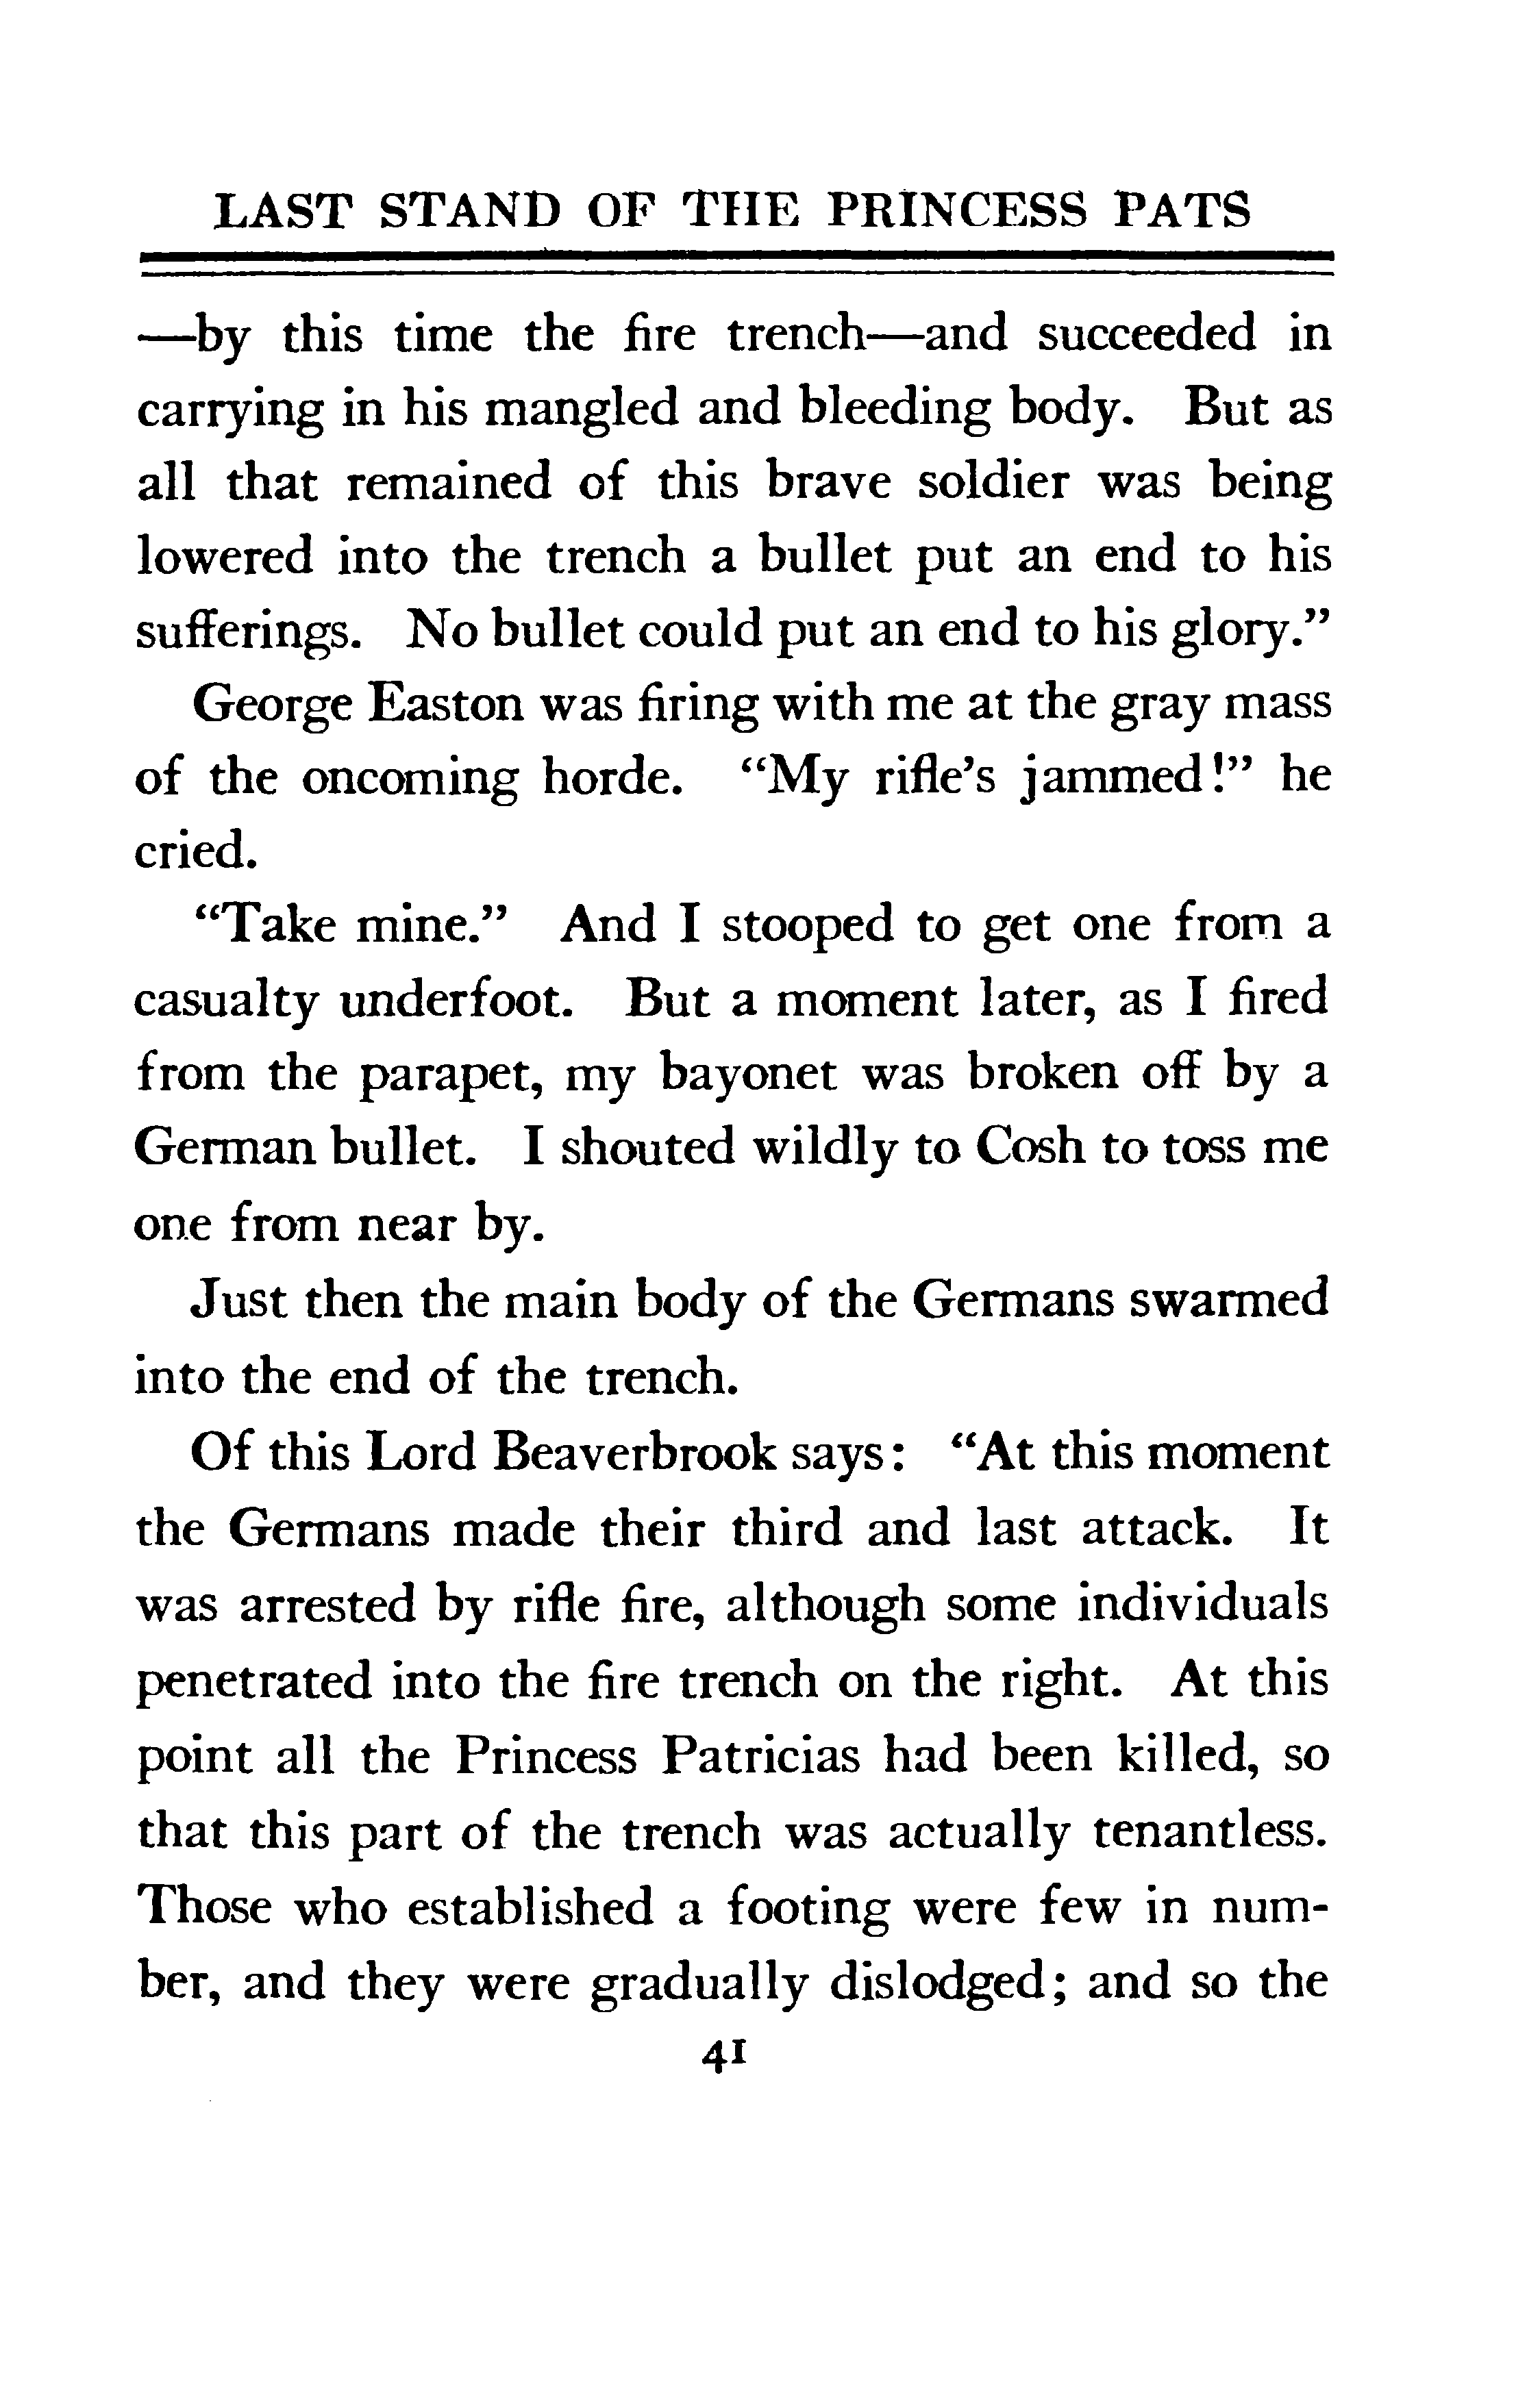 LAST STAND OF THE PRINCESS PATS
—by this time the fire trench—and succeeded in
carrying in his mangled and bleeding body. But as
all that remained of this brave soldier was being
lowered into the trench a bullet put an end to his
sufferings. No bullet could put an end to his glory.”
George Easton was firing with me at the gray mass
of the oncoming horde. “My rifle’s jammed!” he
cried.
“Take mine.” And I stooped to get one from a
casualty underfoot. But a moment later, as I fired
from the parapet, my bayonet was broken off by a
German bullet. I shouted wildly to Cosh to toss me
one from near by.
Just then the main body of the Germans swarmed
into the end of the trench.
Of this Lord Beaverbrook says: “At this moment
the Germans made their third and last attack. It
was arrested by rifle fire, although some individuals
penetrated into the fire trench on the right. At this
point all the Princess Patricias had been killed, so
that this part of the trench was actually tenantless.
Those who established a footing were few in num-
ber, and they were gradually dislodged; and so the
41